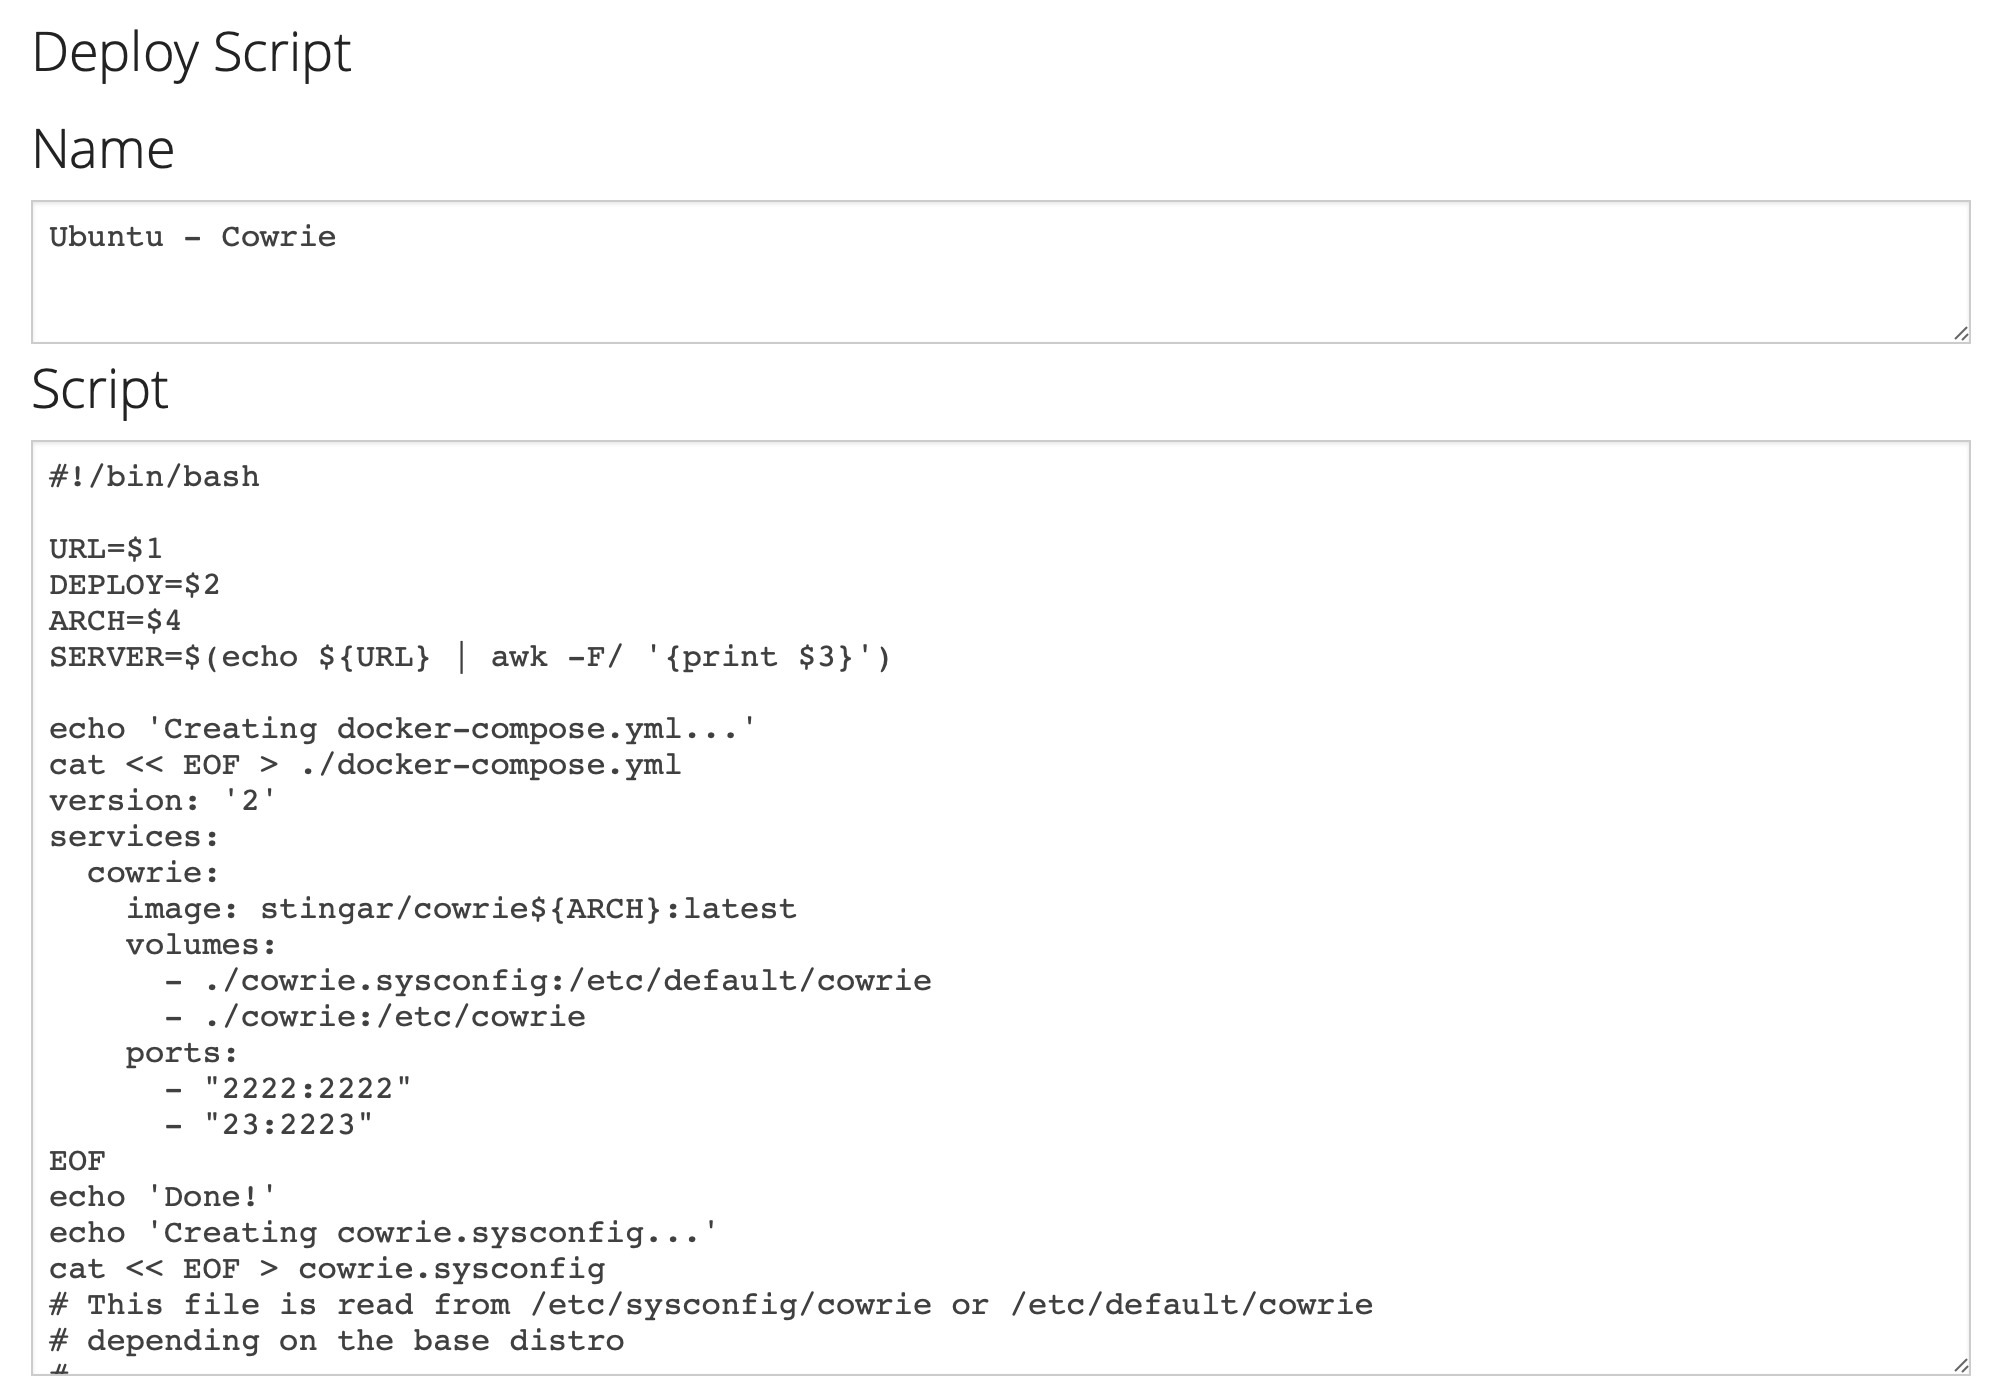 Deploy Script
Name
Ubuntu - Cowrie
Script
#!/bin/bash

URL=$1
DEPLOY=$2
ARCH=$4
SERVER=$(echo ${URL} | awk -F/ '{print $3}')

echo 'Creating docker-compose.yml...'
cat << EOF > ./docker-compose.yml
version: '2'
services:
  cowrie:
    image: stingar/cowrie${ARCH}:latest
    volumes:
      - ./cowrie.sysconfig:/etc/default/cowrie
      - ./cowrie:/etc/cowrie
    ports:
      - "2222:2222"
      - "23:2223"
EOF
echo 'Done!'
echo 'Creating cowrie.sysconfig...'
cat << EOF > cowrie.sysconfig
# This file is read from /etc/sysconfig/cowrie or /etc/default/cowrie
# depending on the base distro
#